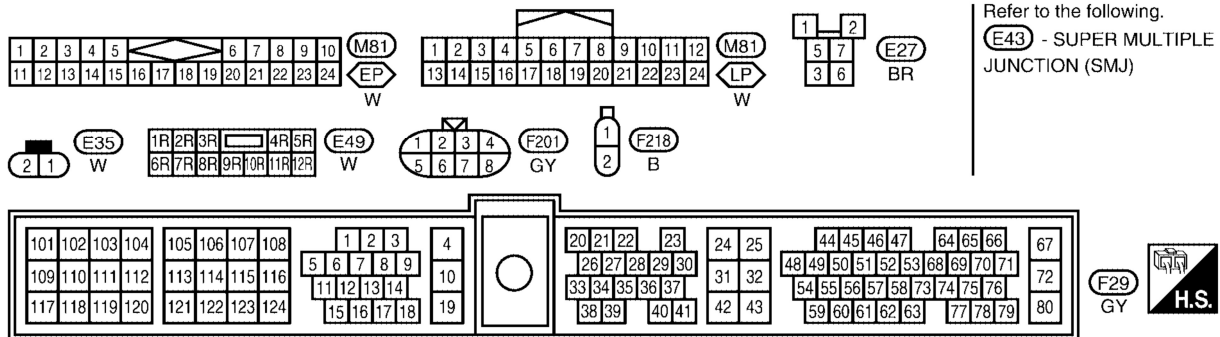 1 2 3 4 5 6 7 8 9 10 M81
11 12 13 14 15 16 17 18 19 20 21 22 23 24 EP
W
1 2 3 4 5 6 7 8 9 10 11 12 M81
13 14 15 16 17 18 19 20 21 22 23 24 LP
W
1 2
5 7 E27
3 6 BR
Refer to the following.
E43 - SUPER MULTIPLE
JUNCTION (SMJ)
2 1 E35
W
1R 2R 3R 4R 5R E49
6R 7R 8R 9R 10R 11R 12R W
1 2 3 4 F201
5 6 7 8 GY
1 F218
2 B
101 102 103 104 105 106 107 108 1 2 3 4 20 21 22 23 24 25 44 45 46 47 64 65 66 67
109 110 111 112 113 114 115 116 5 6 7 8 9 10 26 27 28 29 30 31 32 48 49 50 51 52 53 68 69 70 71 72
11 12 13 14 33 34 35 36 37 54 55 56 57 58 73 74 75 76
117 118 119 120 121 122 123 124 15 16 17 18 19 38 39 40 41 42 43 59 60 61 62 63 77 78 79 80
F29
GY
H.S.